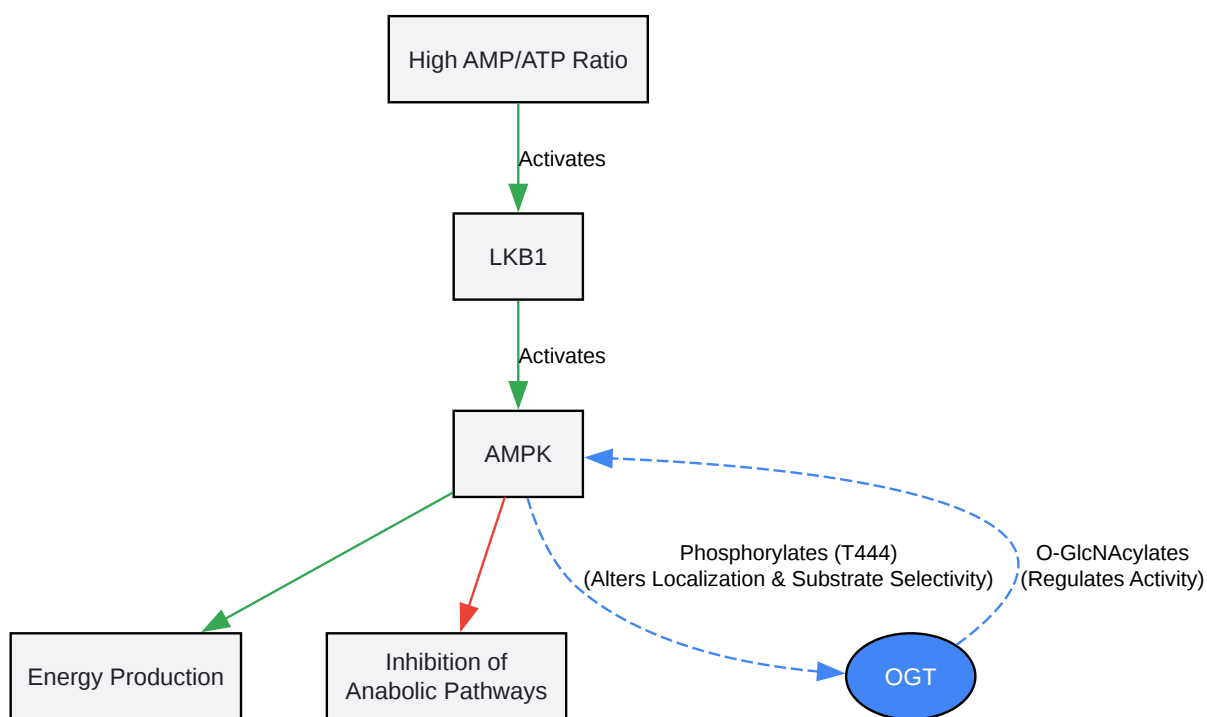 High AMP/ATP Ratio
Activates
LKB1
Activates
AMPK
Phosphorylates (T444)
(Alters Localization & Substrate Selectivity)
O-GlcNAcylates
(Regulates Activity)
Energy Production
Inhibition of
Anabolic Pathways
OGT